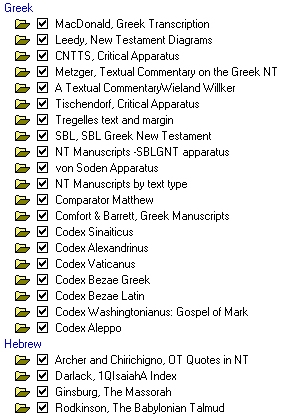 Greek
MacDonald, Greek Transcription
Leedy, New Testament Diagrams
CNTTS, Critical Apparatus
Metzger, Textual Commentary on the Greek NT
A Textual CommentaryWieland Willker
Tischendorf, Critical Apparatus
Tregelles text and margin
SBL, SBL Greek New Testament
NT Manuscripts -SBLGNT apparatus
von Soden Apparatus
NT Manuscripts by text type
Comparator Matthew
Comfort & Barrett, Greek Manuscripts
Codex Sinaiticus
Codex Alexandrinus
Codex Vaticanus
Codex Bezae Greek
Codex Bezae Latin
Codex Washingtonianus: Gospel of Mark
Codex Aleppo
Hebrew
Archer and Chirichigno, OT Quotes in NT
Darlack, 1QIsaiahA Index
Ginsburg, The Massorah
Rodkinson, The Babylonian Talmud